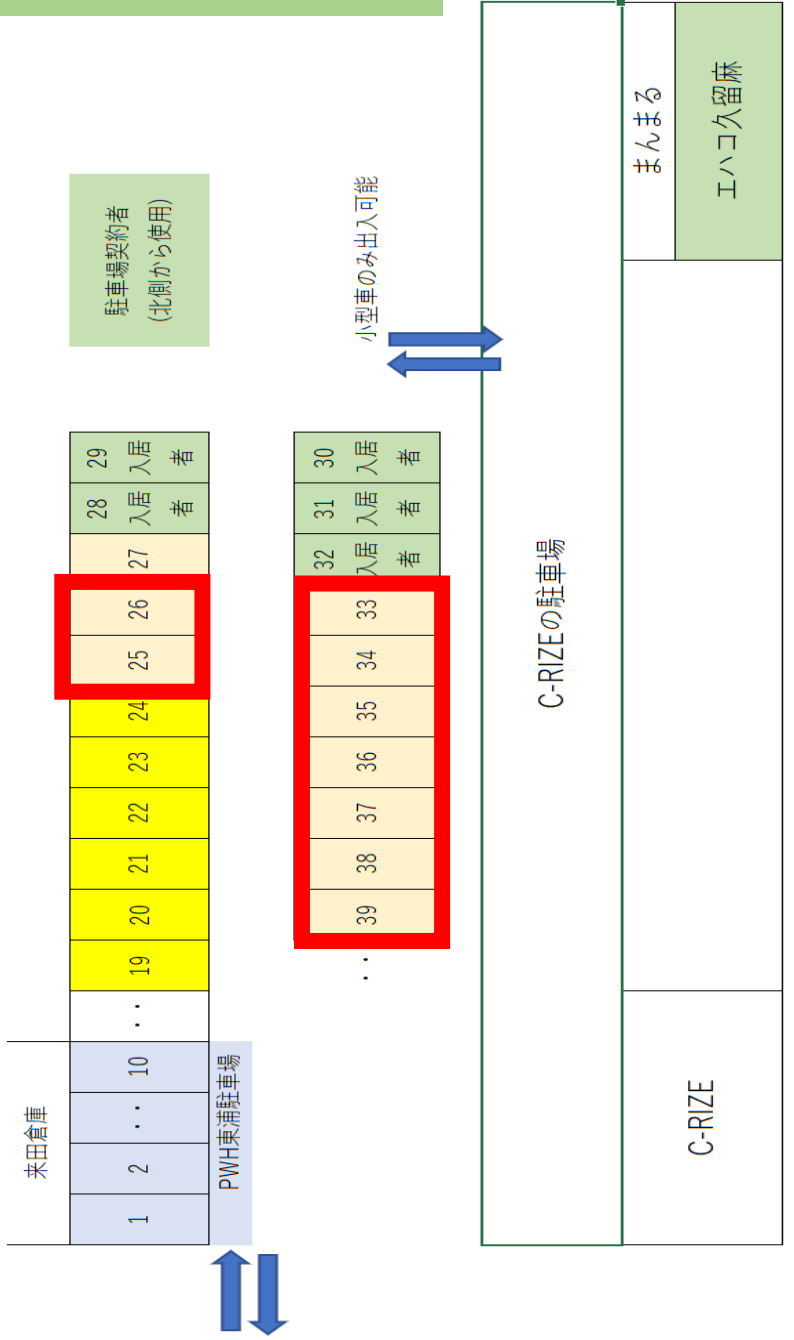 来田倉庫
1
2
‥
10
‥
19
20
21
22
23
24
25
26
27
28
入居
者
29
入居
者
駐車場契約者
(北側から使用)
PWH東浦駐車場
‥
39
38
37
36
35
34
33
32
入居
者
31
入居
者
30
入居
者
小型車のみ出入可能
C-RIZEの駐車場
C-RIZE
まんまる
エハコ久留麻